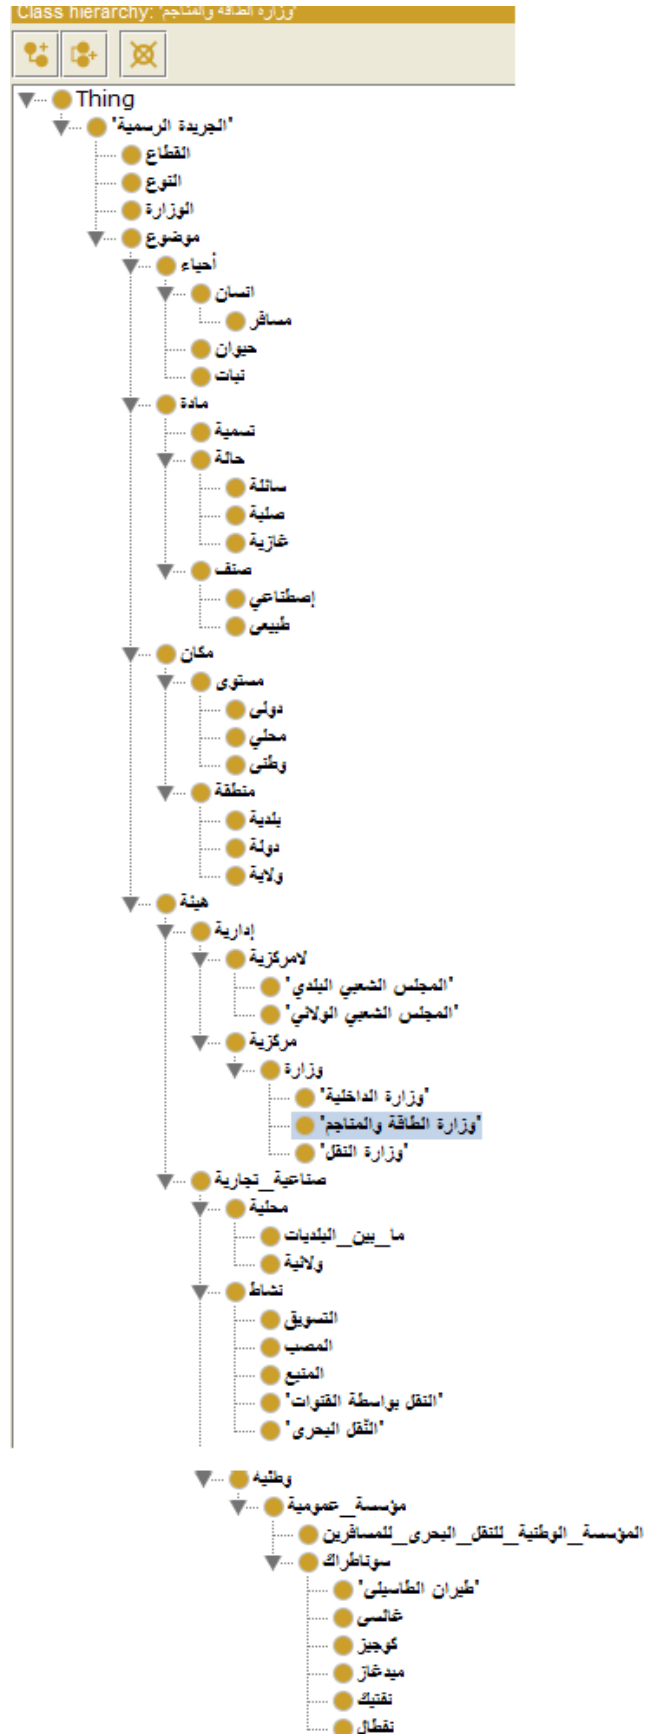 Class hierarchy: 'وزارة الطاقة والمناجم'
Thing
'الجريدة الرسمية'
القطاع
النوع
الوزارة
موضوع
أحياء
انسان
مسافر
حيوان
نبات
مادة
تسمية
حالة
سائلة
صلبة
غازية
صنف
إصطناعي
طبيعي
مكان
مستوى
دولي
محلي
وطني
منطقة
بلدية
دولة
ولاية
هيئة
إدارية
لامركزية
'المجلس الشعبي البلدي'
'المجلس الشعبي الولائي'
مركزية
وزارة
'وزارة الداخلية'
'وزارة الطاقة والمناجم'
'وزارة النقل'
صناعية_تجارية
محلية
ما_بين_البلديات
ولائية
نشاط
التسويق
المصب
المنبع
'النقل بواسطة القنوات'
'النّقل البحري'
وطنية
مؤسسة_عمومية
المؤسسة_الوطنية_للنقل_البحري_للمسافرين
سوناطراك
'طيران الطاسيلي'
غالسي
كوجيز
ميدغاز
نفتيك
نفطال